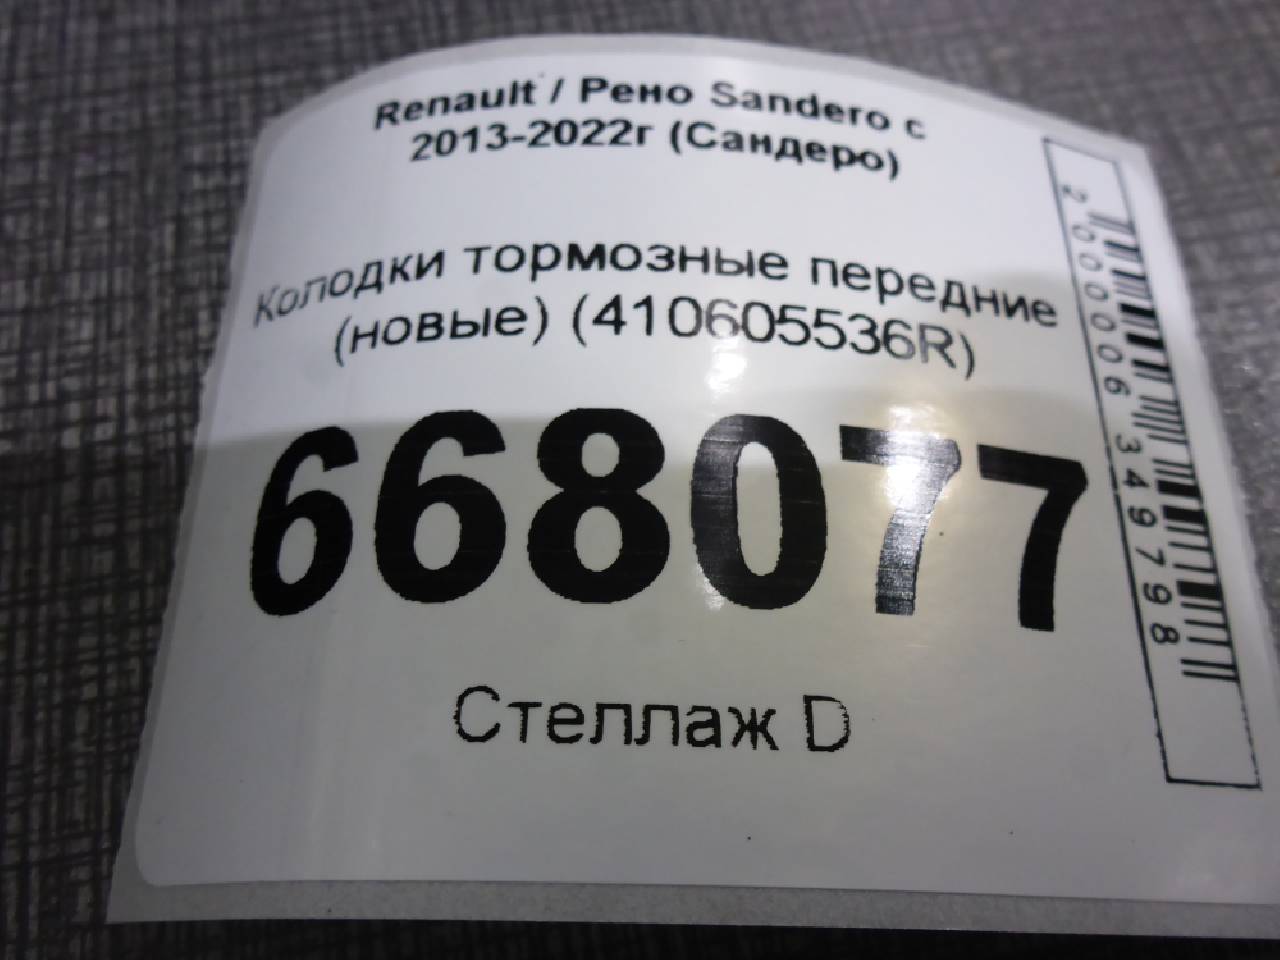 Renault / Рено Sandero с
2013-2022г (Сандеро)
Колодки тормозные передние
(новые) (410605536R)
668077
Стеллаж D
2000006349798